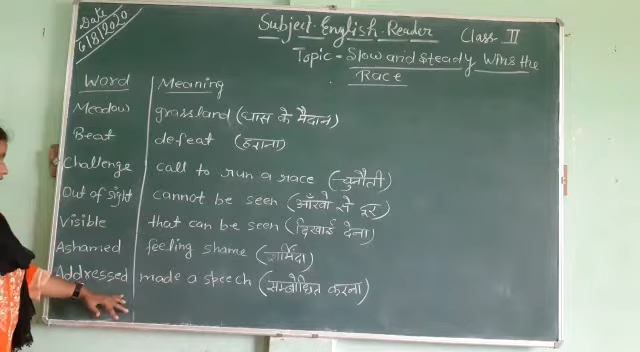 Date
6/8/2020
Subject - English Reader
Class - II
Topic - Slow and Steady Wins the
Race
Word Meaning
Meadow grassland (घास के मैदान)
Beat defeat (हराना)
Challenge call to run a race (चुनौती)
Out of sight cannot be seen (आँखों से दूर)
Visible that can be seen (दिखाई देना)
Ashamed feeling shame (शर्मिंदा)
Addressed made a speech (सम्बोधित करना)